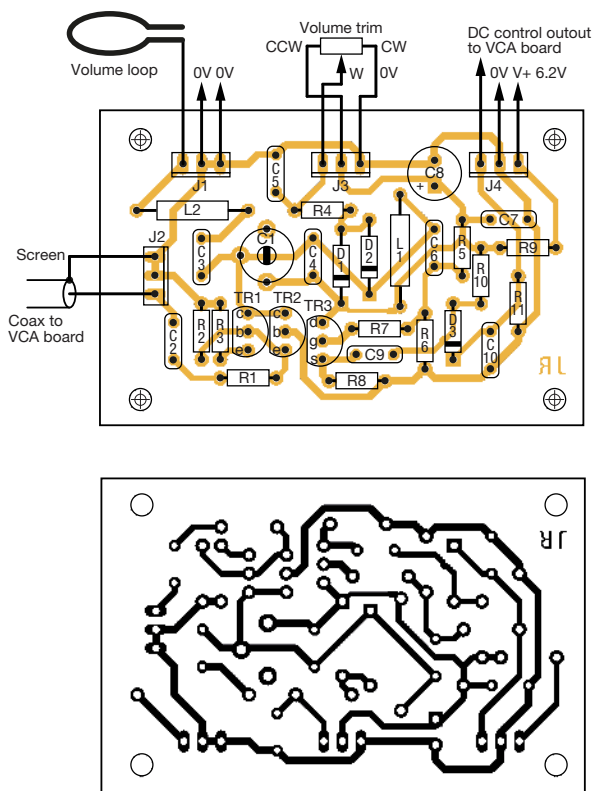 Volume loop
0V 0V
Volume trim
CCW
CW
W
0V
DC control outout
to VCA board
0V V+ 6.2V
J1
C5
J3
C8
+
J4
L2
R4
C7
J2
C3
C1
C4
D1
D2
L1
C6
R5
R10
R9
Screen
Coax to
VCA board
C2
R2
R3
TR1
c
b
e
TR2
c
b
e
TR3
d
g
s
R7
C9
R6
D3
C10
R11
R1
R8
JR
JR